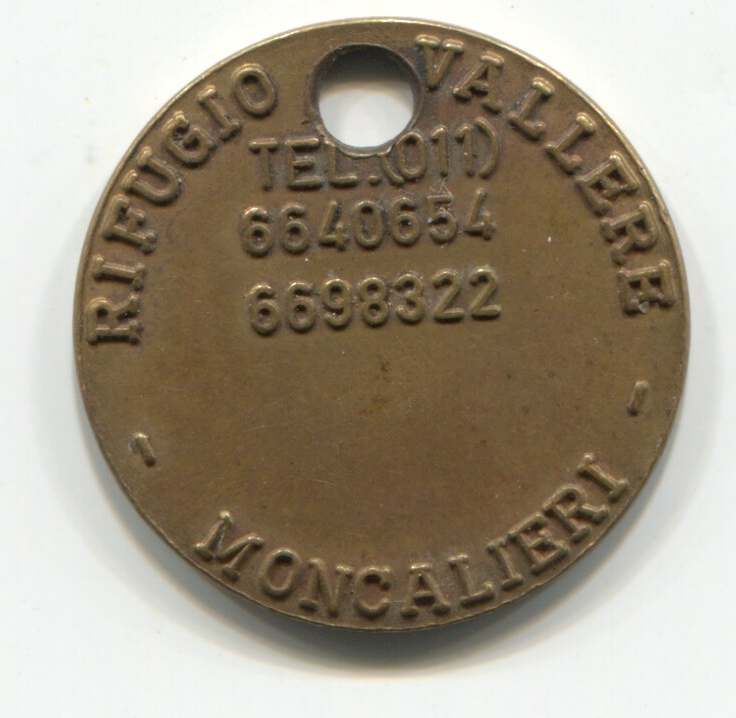 RIFUGIO VALLERE
TEL.(011)
6640654
6698322
- MONCALIERI -